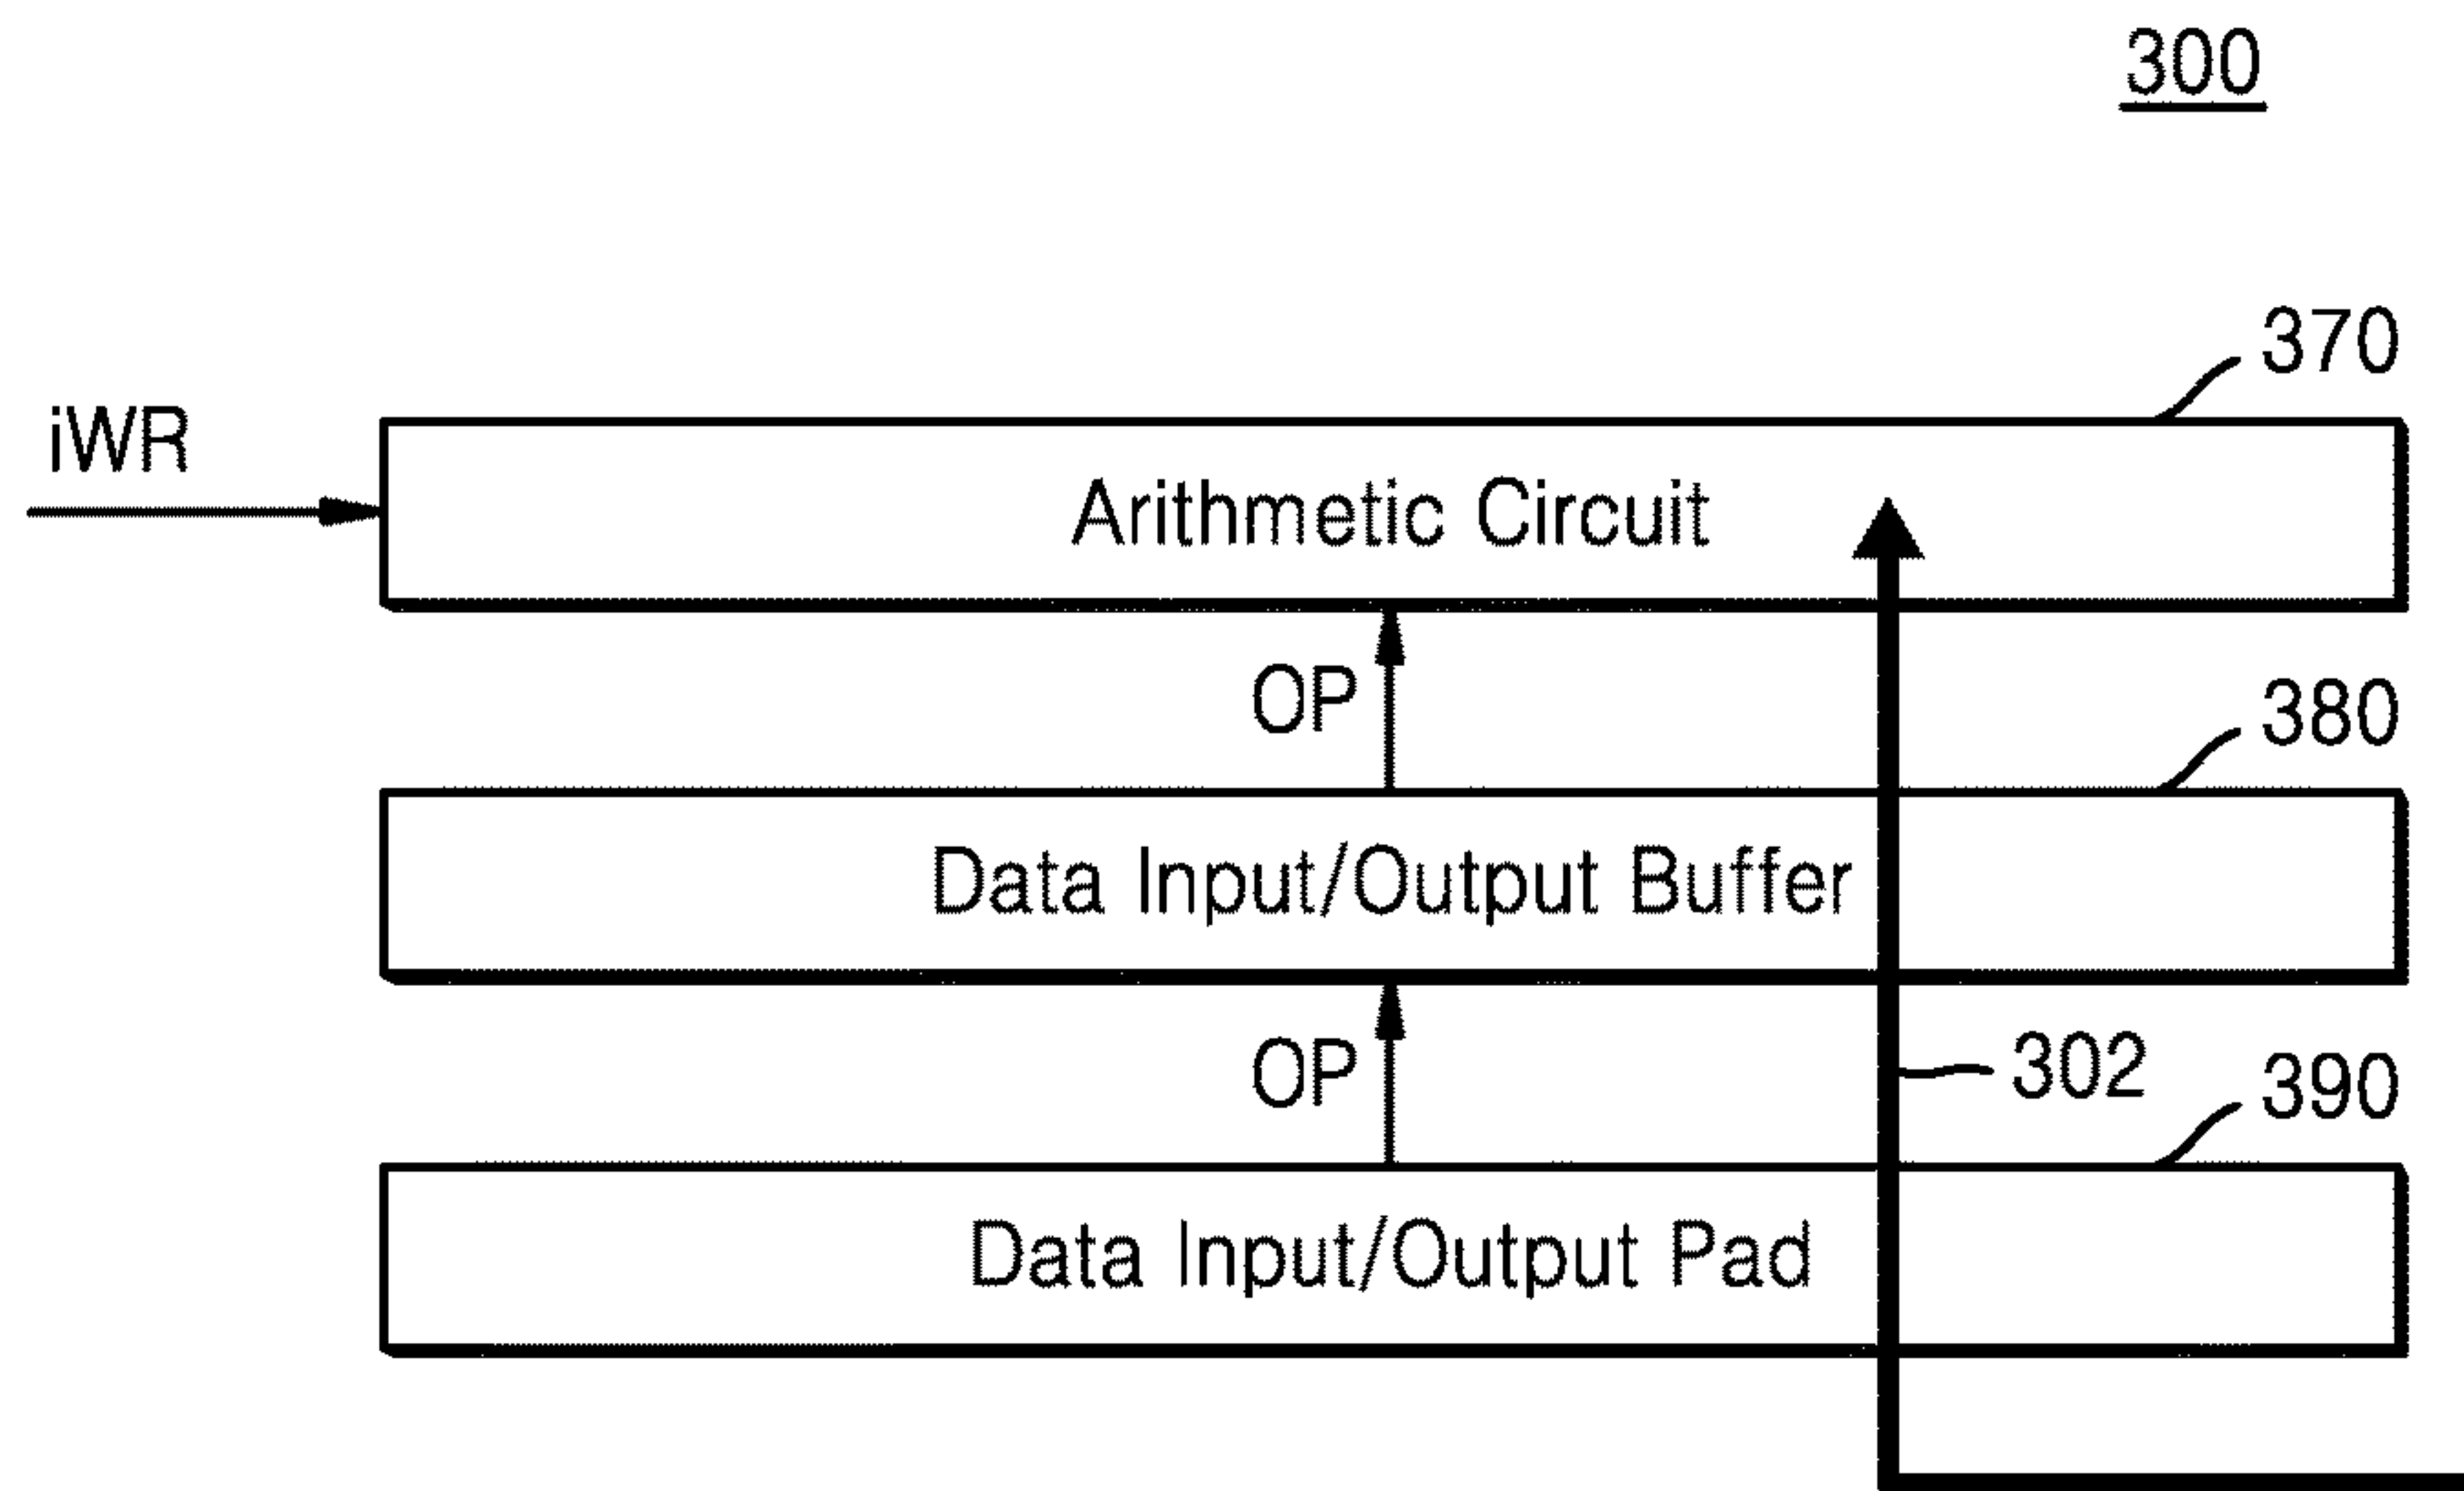 300
370
iWR
Arithmetic Circuit
OP
380
Data Input/Output Buffer
OP
302
390
Data Input/Output Pad